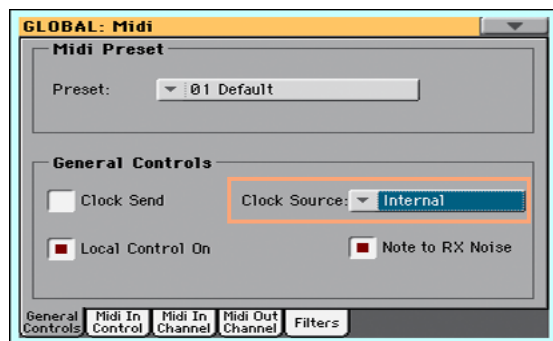 GLOBAL: Midi
Midi Preset
Preset: 01 Default
General Controls
Clock Send Clock Source: Internal
Local Control On Note to RX Noise
General Controls Midi In Control Midi In Channel Midi Out Channel Filters